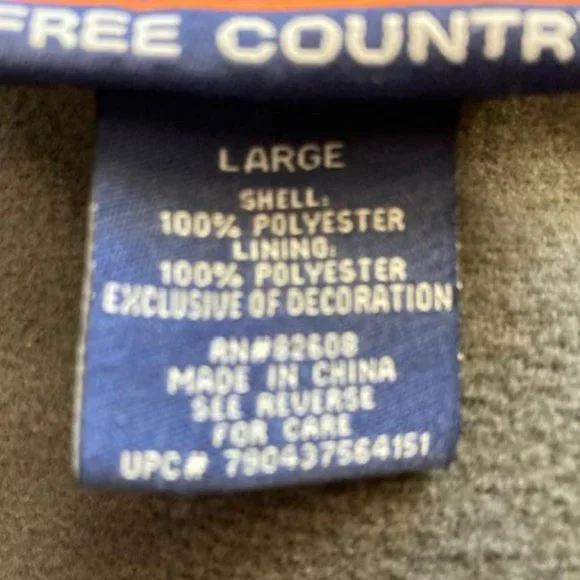 FREE COUNTRY
LARGE
SHELL:
100% POLYESTER
LINING:
100% POLYESTER
EXCLUSIVE OF DECORATION
RN#82608
MADE IN CHINA
SEE REVERSE
FOR CARE
UPC# 790437564151